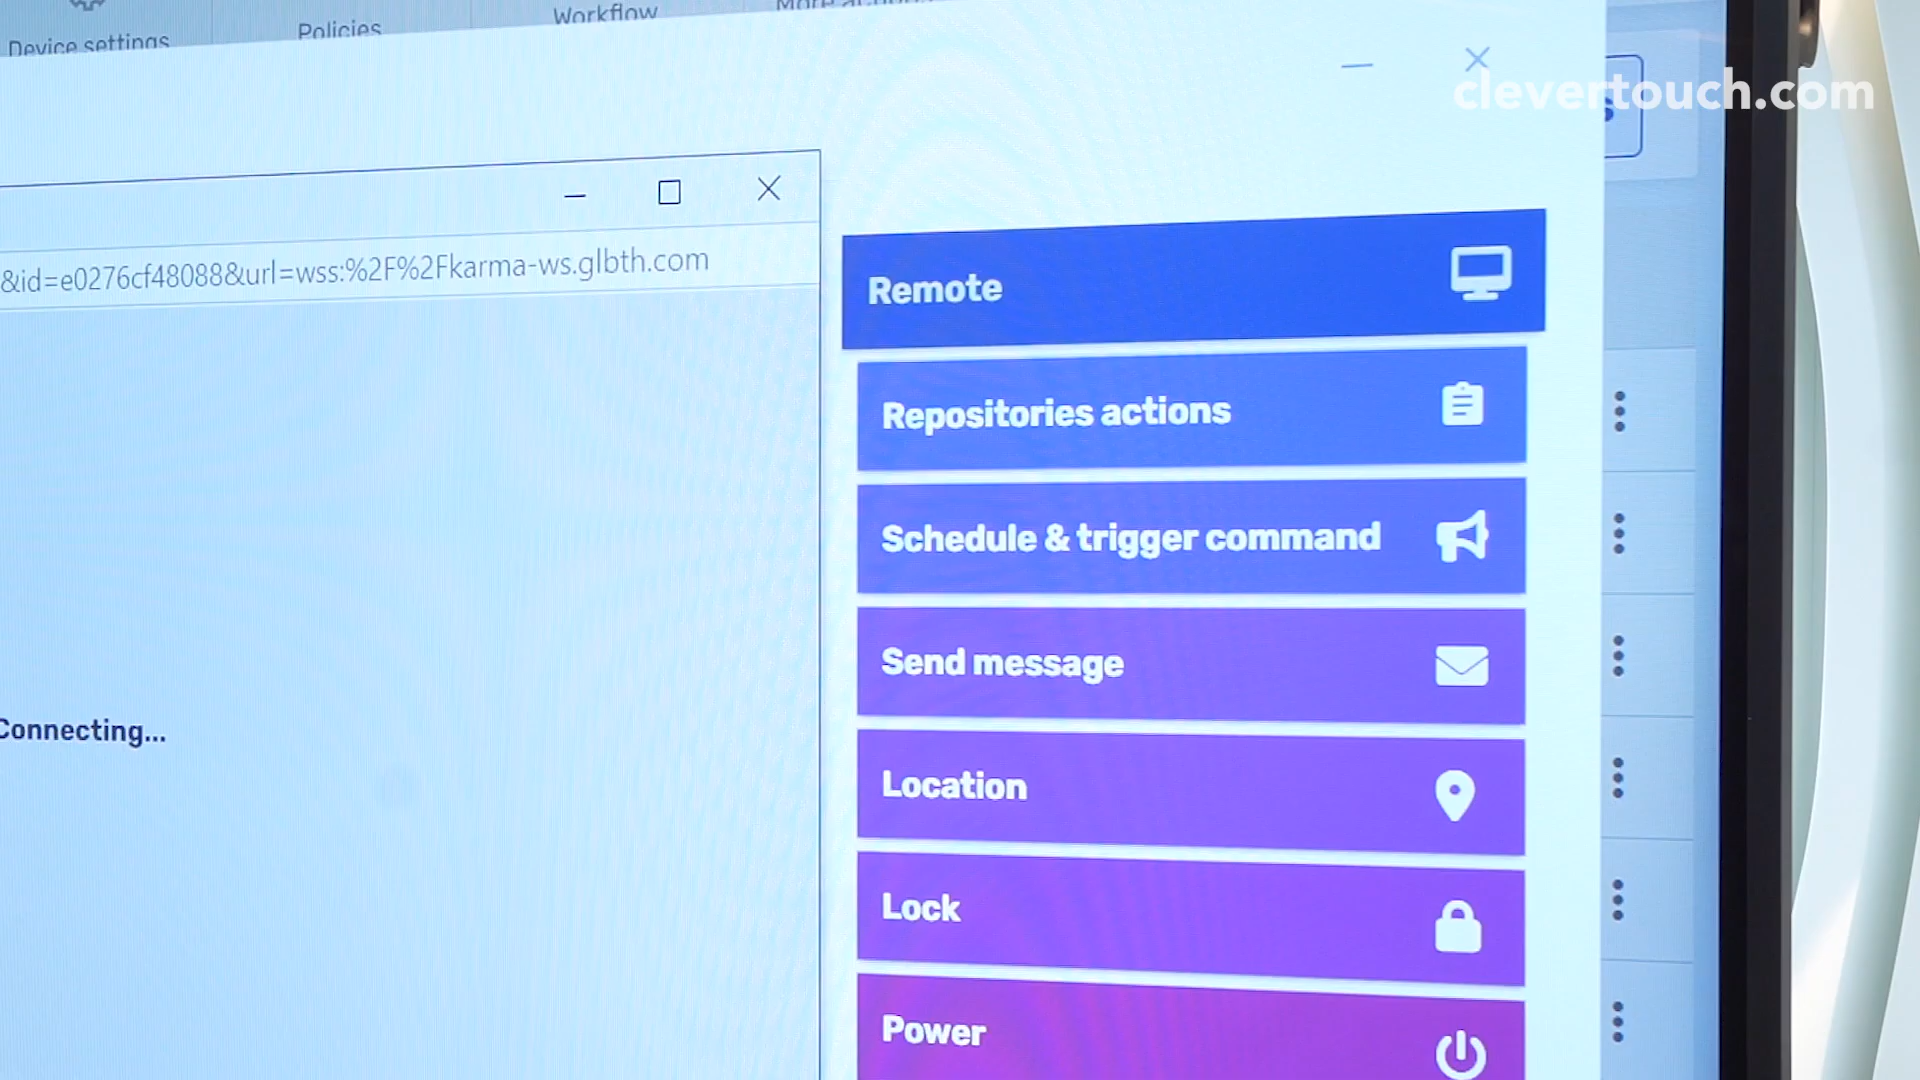 Device settings
Policies
Workflow
clevertouch.com
&id=e0276cf48088&url=wss:%2F%2Fkarma-ws.glbth.com
Remote
Repositories actions
Schedule & trigger command
Send message
Connecting...
Location
Lock
Power